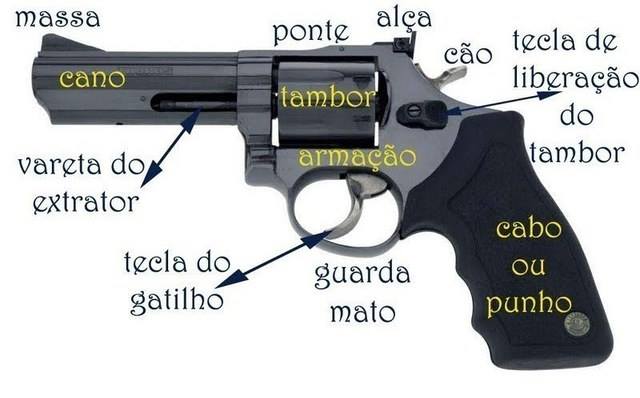 massa
ponte
alça
cão
tecla de
liberação
do
tambor
cano
tambor
armação
vareta do
extrator
tecla do
gatilho
guarda
mato
cabo
ou
punho